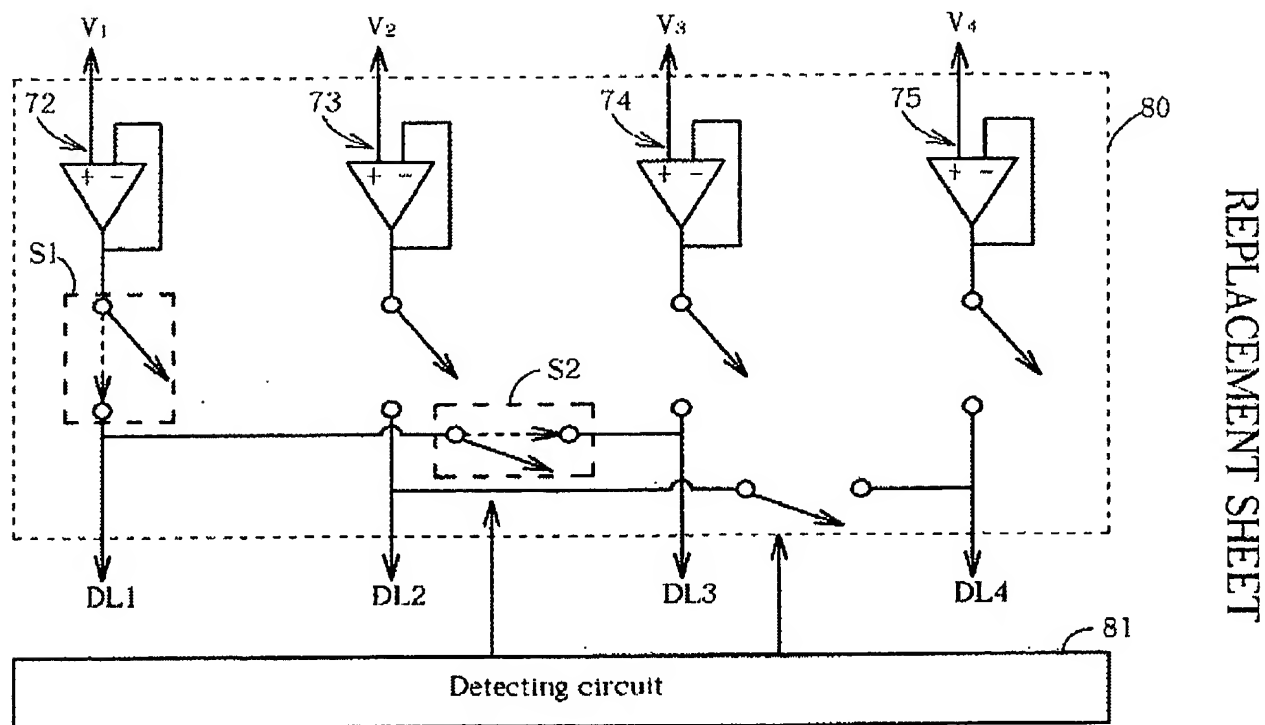 V₁ V₂ V₃ V₄
72 73 74 75 80
+ − + − + − + −
S1
S2
DL1 DL2 DL3 DL4
81
Detecting circuit
REPLACEMENT SHEET